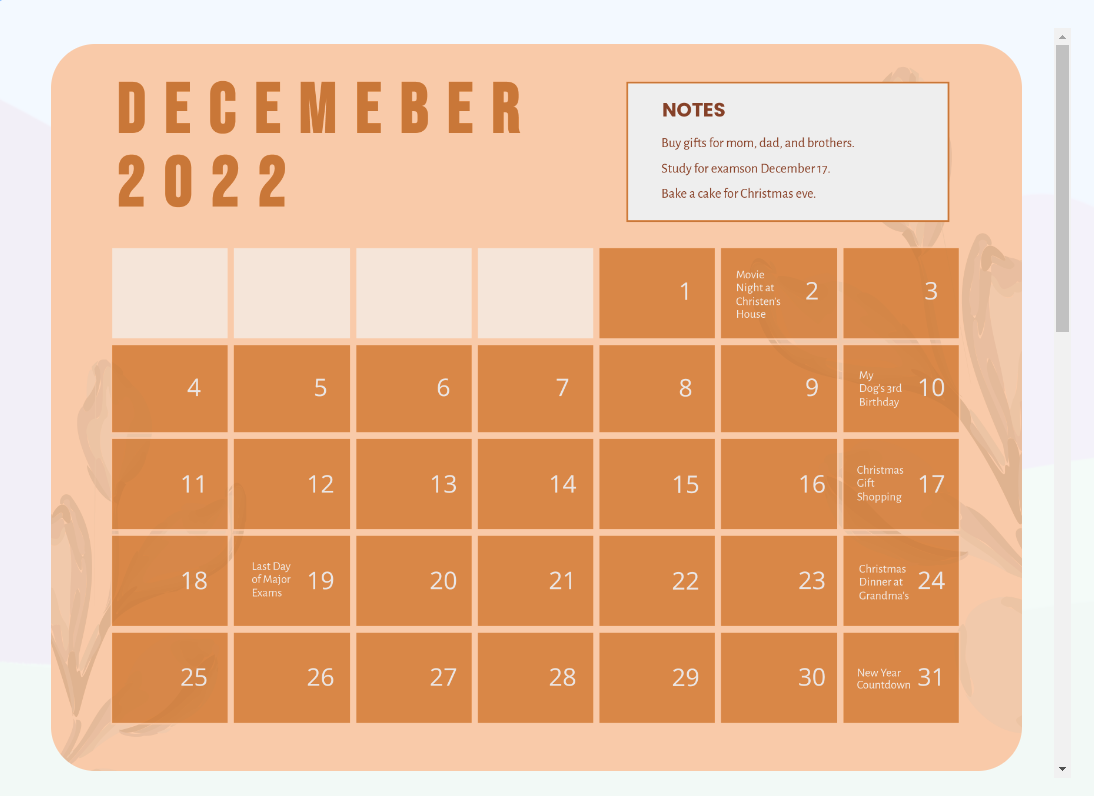 DECEMEBER
2022
NOTES
Buy gifts for mom, dad, and brothers.
Study for examson December 17.
Bake a cake for Christmas eve.
1
Movie
Night at
Christen's
House
2
3
4
5
6
7
8
9
My
Dog's 3rd
Birthday
10
11
12
13
14
15
16
Christmas
Gift
Shopping
17
18
Last Day
of Major
Exams
19
20
21
22
23
Christmas
Dinner at
Grandma's
24
25
26
27
28
29
30
New Year
Countdown
31